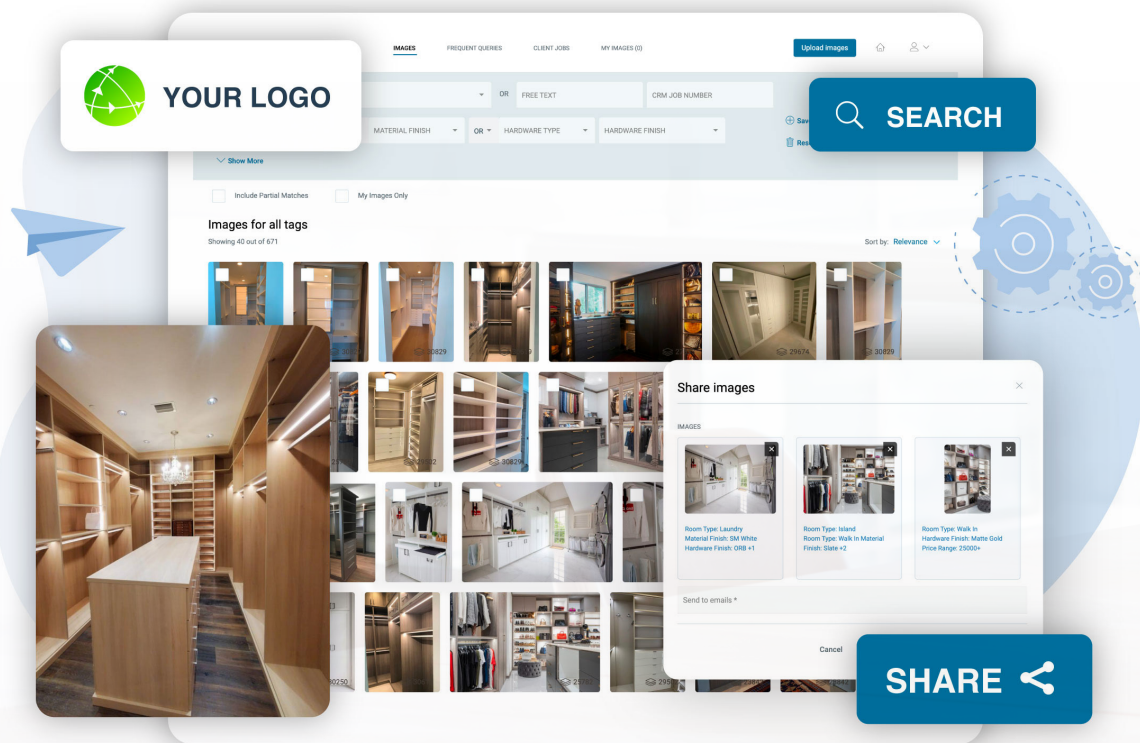 IMAGES FREQUENT QUERIES CLIENT JOBS MY IMAGES (0) Upload images
YOUR LOGO
OR FREE TEXT CRM JOB NUMBER
SEARCH
MATERIAL FINISH OR HARDWARE TYPE HARDWARE FINISH
Show More
Include Partial Matches My Images Only
Images for all tags
Showing 40 out of 671 Sort by: Relevance
30829 29574 30829
30829
Share images
IMAGES
Room Type: Laundry
Material Finish: SM White
Hardware Finish: ORB +1
Room Type: Island
Room Type: Walk In Material
Finish: Slate +2
Room Type: Walk In
Hardware Finish: Matte Gold
Price Range: 25000+
Send to emails *
Cancel
SHARE